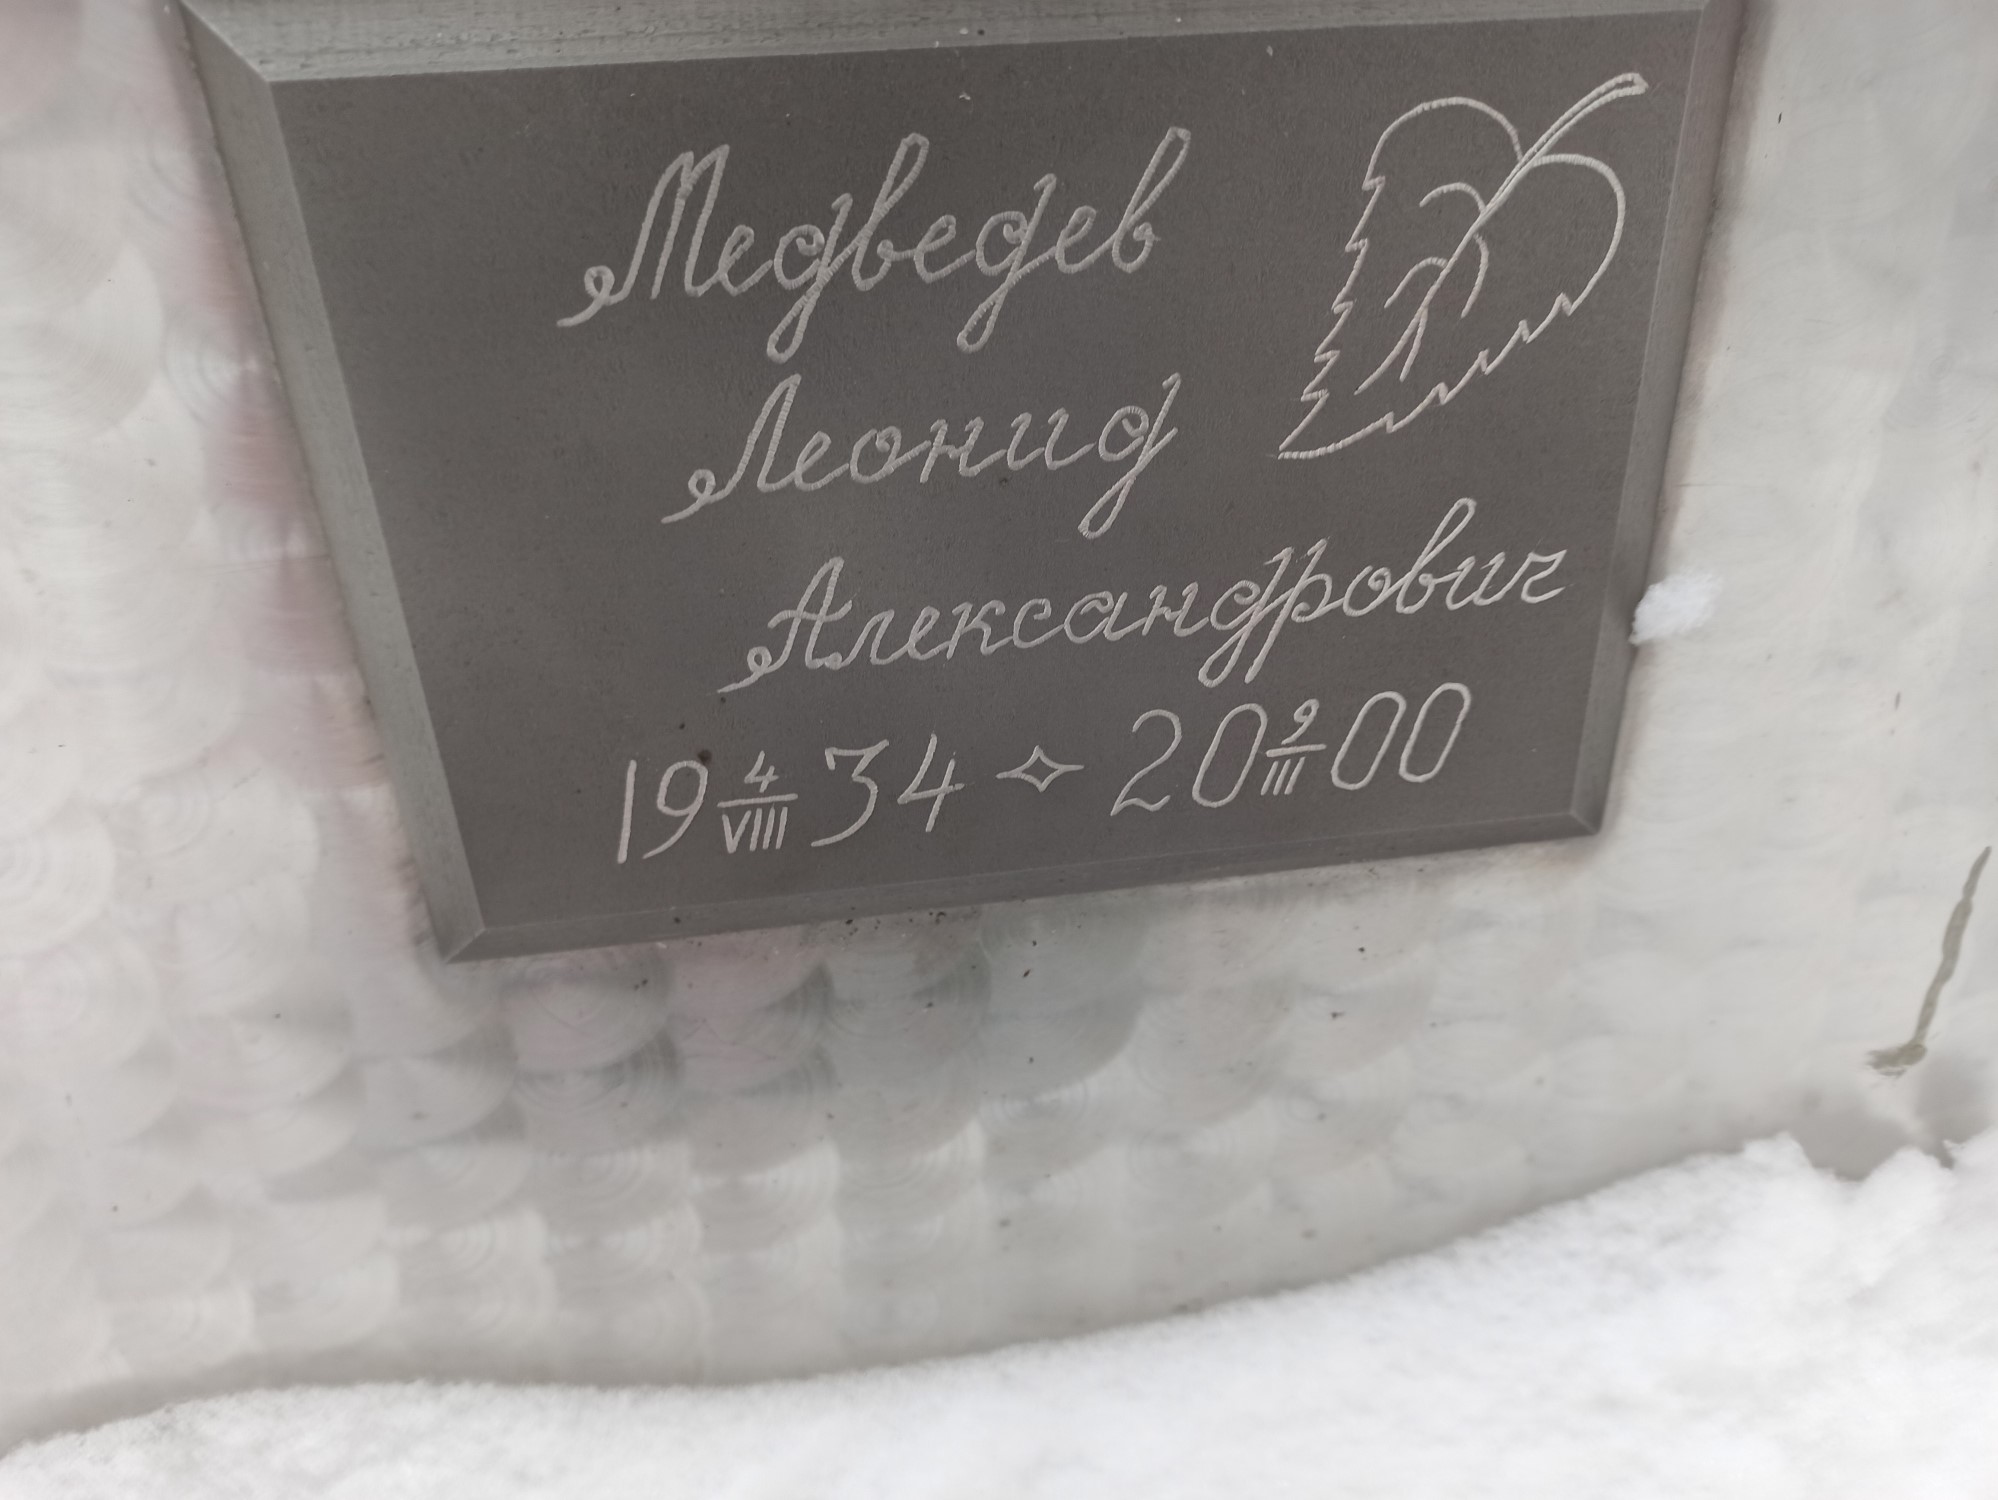 Медведев
Леонид
Александрович
19 4/VIII 34 ✧ 20 9/III 00